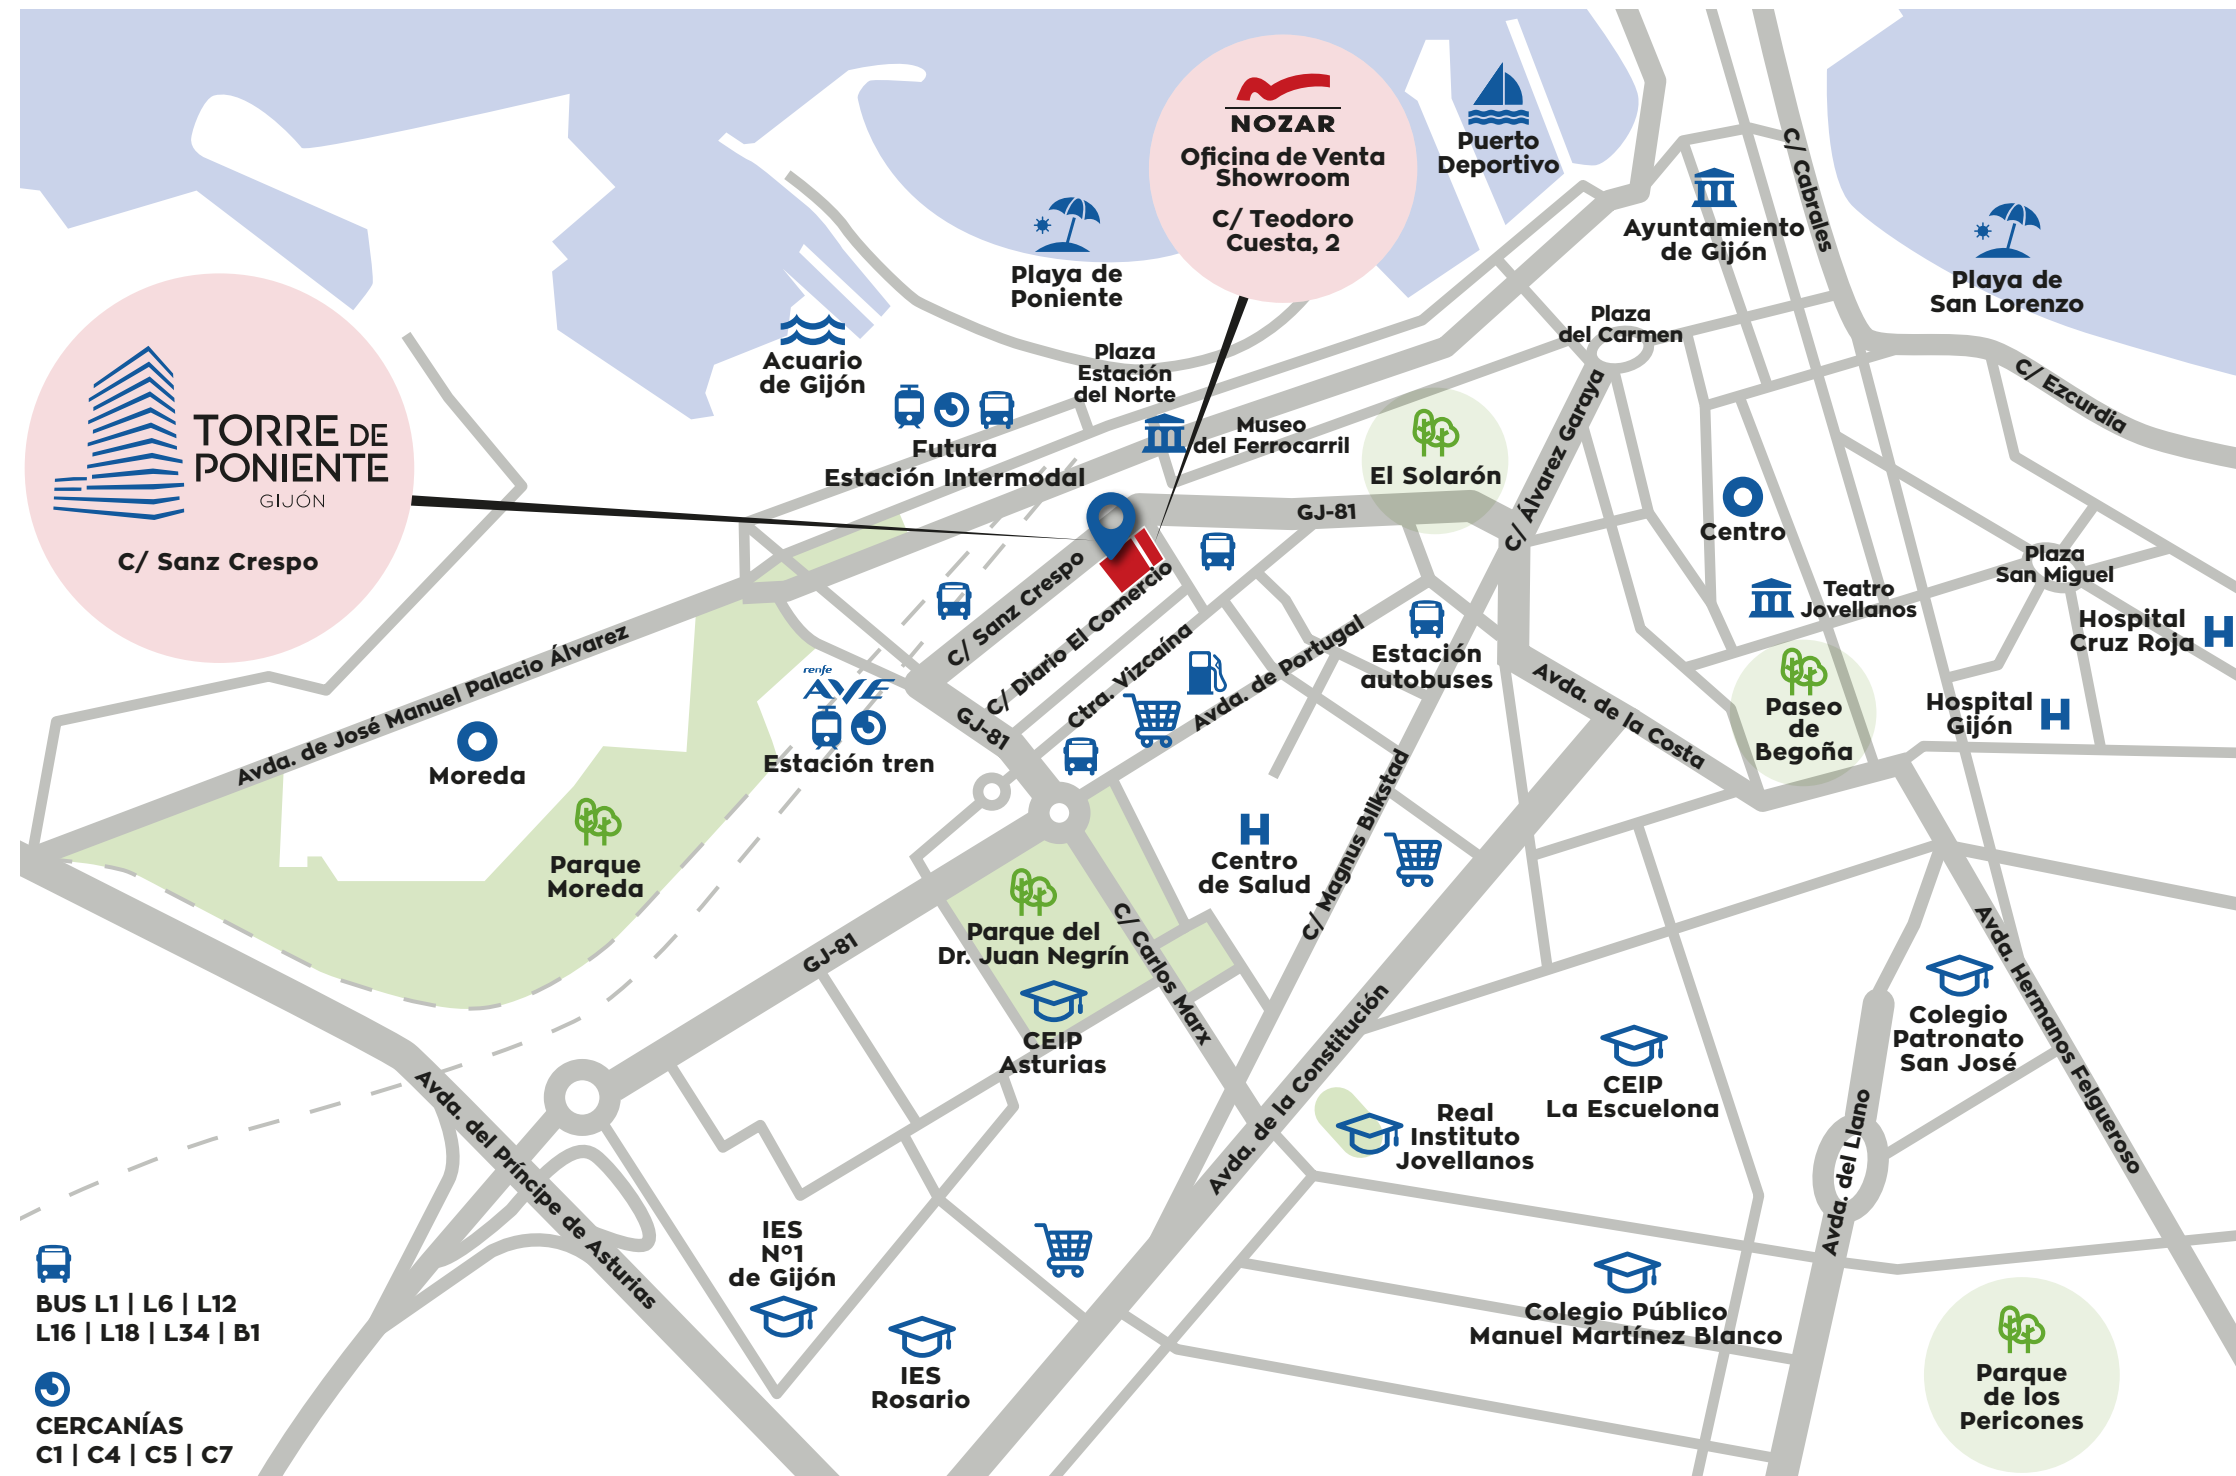 NOZAR
Oficina de Venta
Showroom
C/ Teodoro
Cuesta, 2
Puerto
Deportivo
C/ Cabrales
Ayuntamiento
de Gijón
Playa de
Poniente
Playa de
San Lorenzo
Acuario
de Gijón
Plaza
Estación
del Norte
Plaza
del Carmen
C/ Ezcurdia
TORRE DE
PONIENTE
GIJÓN
C/ Sanz Crespo
Futura
Estación Intermodal
Museo
del Ferrocarril
El Solarón
C/ Álvarez Garaya
GJ-81
Centro
Plaza
San Miguel
Teatro
Jovellanos
Hospital
Cruz Roja
Hospital
Gijón
C/ Sanz Crespo
C/ Diario El Comercio
Ctra. Vizcaína
Avda. de Portugal
Estación
autobuses
Avda. de la Costa
Paseo
de
Begoña
Avda. de José Manuel Palacio Álvarez
Moreda
renfe
AVE
Estación tren
GJ-81
Parque
Moreda
Centro
de Salud
C/ Magnus Blikstad
Parque del
Dr. Juan Negrín
C/ Carlos Marx
GJ-81
CEIP
Asturias
Avda. de la Constitución
Avda. Hermanos Felgueroso
Colegio
Patronato
San José
CEIP
La Escuelona
Real
Instituto
Jovellanos
Avda. del Llano
Avda. del Príncipe de Asturias
IES
Nº1
de Gijón
IES
Rosario
Colegio Público
Manuel Martínez Blanco
Parque
de los
Pericones
BUS L1 | L6 | L12
L16 | L18 | L34 | B1
CERCANÍAS
C1 | C4 | C5 | C7